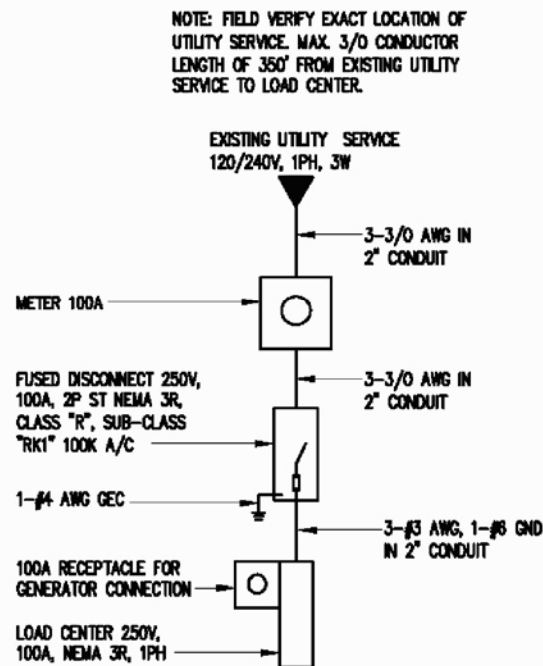 NOTE: FIELD VERIFY EXACT LOCATION OF
UTILITY SERVICE. MAX. 3/0 CONDUCTOR
LENGTH OF 350' FROM EXISTING UTILITY
SERVICE TO LOAD CENTER.
EXISTING UTILITY SERVICE
120/240V, 1PH, 3W
3-3/0 AWG IN
2" CONDUIT
METER 100A
FUSED DISCONNECT 250V,
100A, 2P ST NEMA 3R,
CLASS "R", SUB-CLASS
"RK1" 100K A/C
3-3/0 AWG IN
2" CONDUIT
1-#4 AWG GEC
3-#3 AWG, 1-#8 GND
IN 2" CONDUIT
100A RECEPTACLE FOR
GENERATOR CONNECTION
LOAD CENTER 250V,
100A, NEMA 3R, 1PH